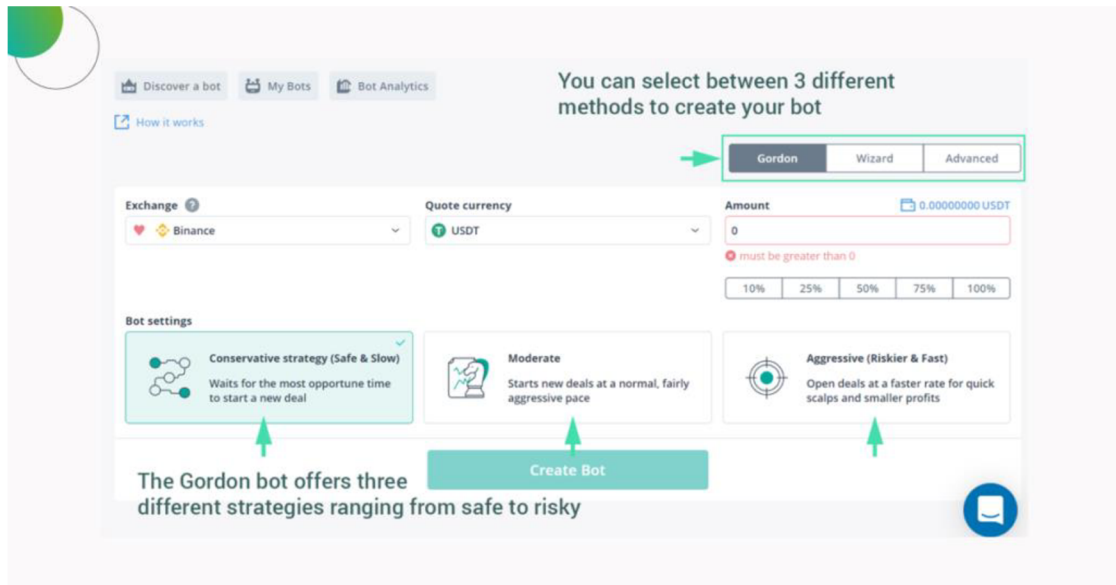 You can select between 3 different
methods to create your bot
Discover a bot
My Bots
Bot Analytics
How it works
Gordon
Wizard
Advanced
Exchange ?
Quote currency
Amount
0.00000000 USDT
Binance
T USDT
0
must be greater than 0
10%
25%
50%
75%
100%
Bot settings
Conservative strategy (Safe & Slow)
Waits for the most opportune time
to start a new deal
Moderate
Starts new deals at a normal, fairly
aggressive pace
Aggressive (Riskier & Fast)
Open deals at a faster rate for quick
scalps and smaller profits
Create Bot
The Gordon bot offers three
different strategies ranging from safe to risky